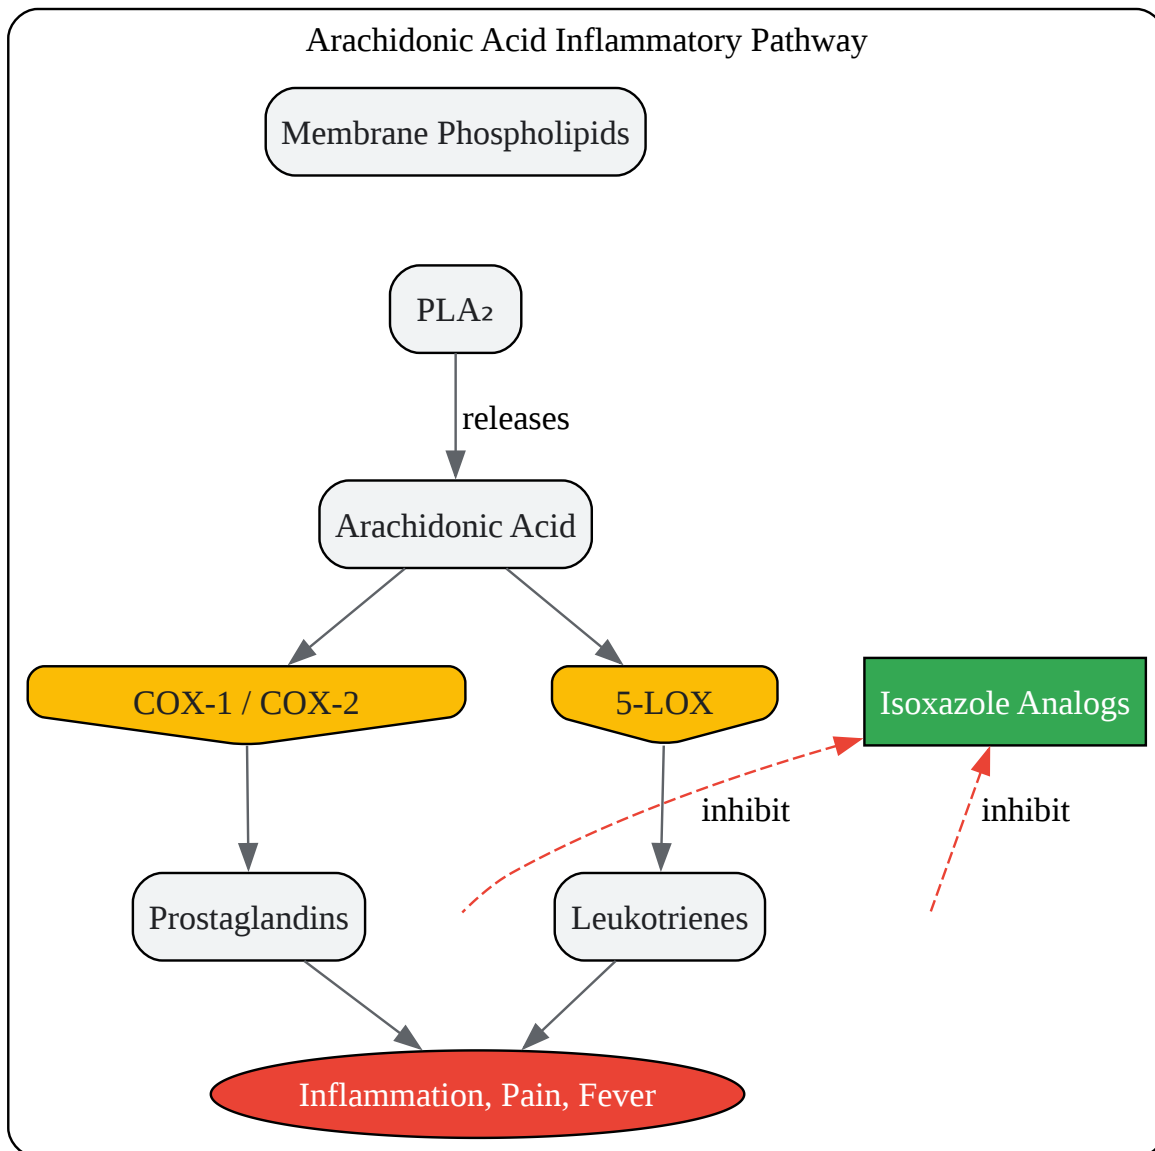 Arachidonic Acid Inflammatory Pathway
Membrane Phospholipids
PLA₂
releases
Arachidonic Acid
COX-1 / COX-2
5-LOX
Isoxazole Analogs
inhibit
inhibit
Prostaglandins
Leukotrienes
Inflammation, Pain, Fever